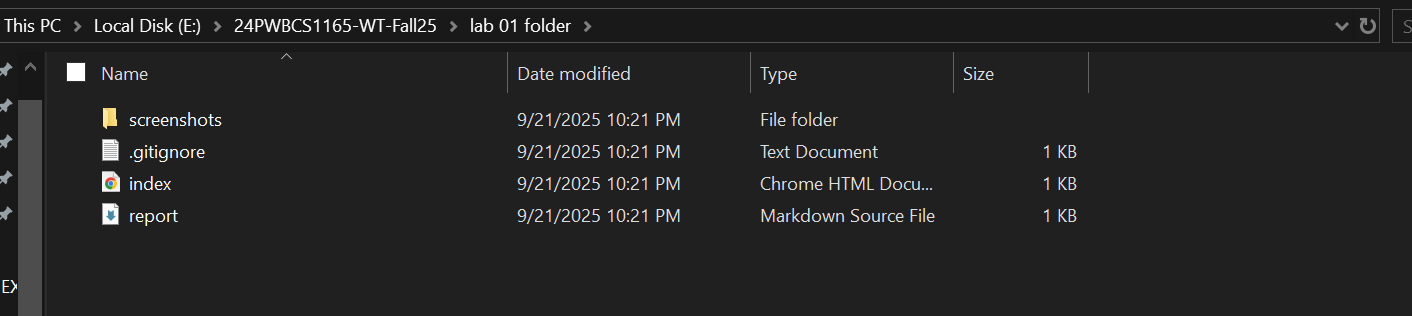 This PC > Local Disk (E:) > 24PWBCS1165-WT-Fall25 > lab 01 folder >
Name Date modified Type Size
screenshots 9/21/2025 10:21 PM File folder
.gitignore 9/21/2025 10:21 PM Text Document 1 KB
index 9/21/2025 10:21 PM Chrome HTML Docu... 1 KB
report 9/21/2025 10:21 PM Markdown Source File 1 KB
EX